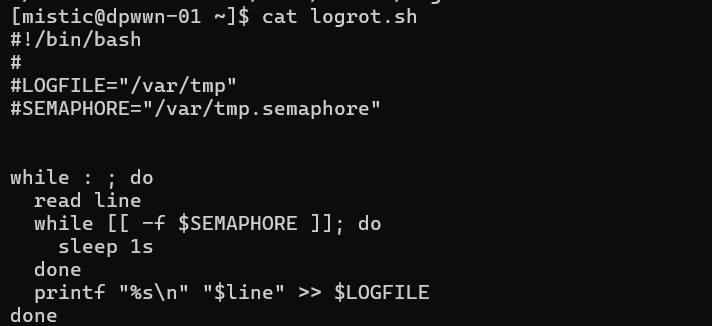 [mistic@dpwwn-01 ~]$ cat logrot.sh
#!/bin/bash
#
#LOGFILE="/var/tmp"
#SEMAPHORE="/var/tmp.semaphore"
while : ; do
read line
while [[ -f $SEMAPHORE ]]; do
sleep 1s
done
printf "%s\n" "$line" >> $LOGFILE
done